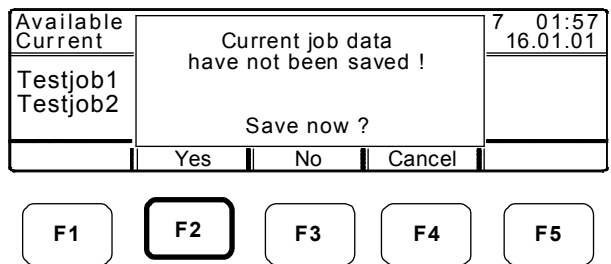 Available 7 01:57
Current 16.01.01
Current job data
have not been saved !
Testjob1
Testjob2
Save now ?
Yes No Cancel
F1 F2 F3 F4 F5